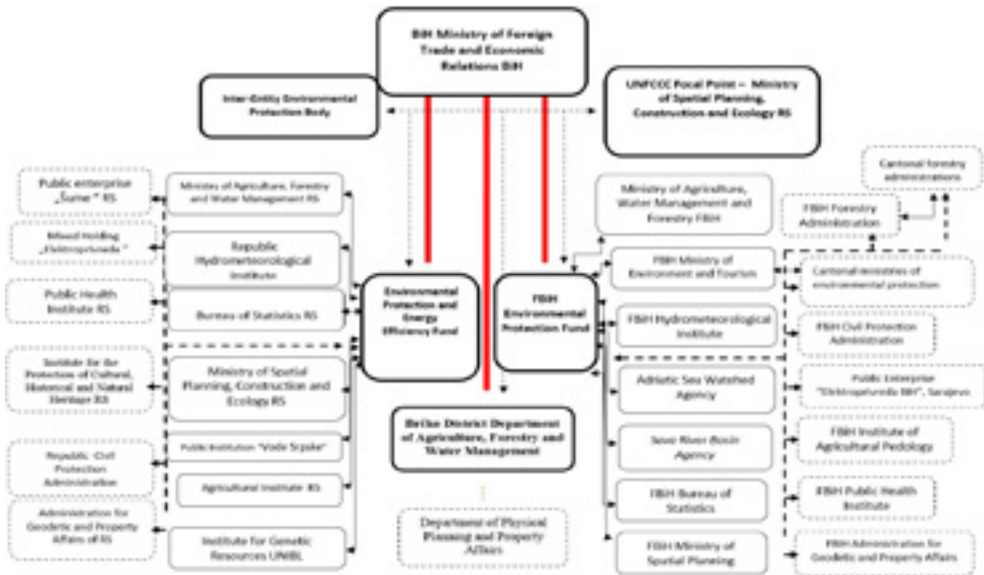 BiH Ministry of Foreign
Trade and Economic
Relations BiH
Inter-Entity Environmental
Protection Body
UNFCCC Focal Point – Ministry
of Spatial Planning,
Construction and Ecology RS
Cantonal forestry
administrations
Public enterprise
„Šume“ RS
Ministry of Agriculture, Forestry
and Water Management RS
Ministry of Agriculture,
Water Management and
Forestry FBiH
FBiH Forestry
Administration
Mixed Holding
„Elektroprivreda“
Republic
Hydrometeorological
Institute
FBiH Ministry of
Environment and Tourism
Cantonal ministries of
environmental protection
Public Health
Institute RS
Bureau of Statistics RS
Environmental
Protection and
Energy
Efficiency Fund
FBiH
Environmental
Protection Fund
FBiH Hydrometeorological
Institute
FBiH Civil Protection
Administration
Institute for the
Protection of Cultural,
Historical and Natural
Heritage RS
Ministry of Spatial
Planning, Construction and
Ecology RS
Adriatic Sea Watershed
Agency
Public Enterprise
"Elektroprivreda BiH", Sarajevo
Brčko District Department
of Agriculture, Forestry and
Water Management
Public Institution "Vode Srpske"
Sava River Basin
Agency
FBiH Institute of
Agricultural Pedology
Republic Civil
Protection
Administration
Agricultural Institute RS
FBiH Bureau of
Statistics
FBiH Public Health
Institute
Administration for
Geodetic and Property
Affairs of RS
Institute for Genetic
Resources UNIBL
Department of Physical
Planning and Property
Affairs
FBiH Ministry of
Spatial Planning
FBiH Administration for
Geodetic and Property Affairs